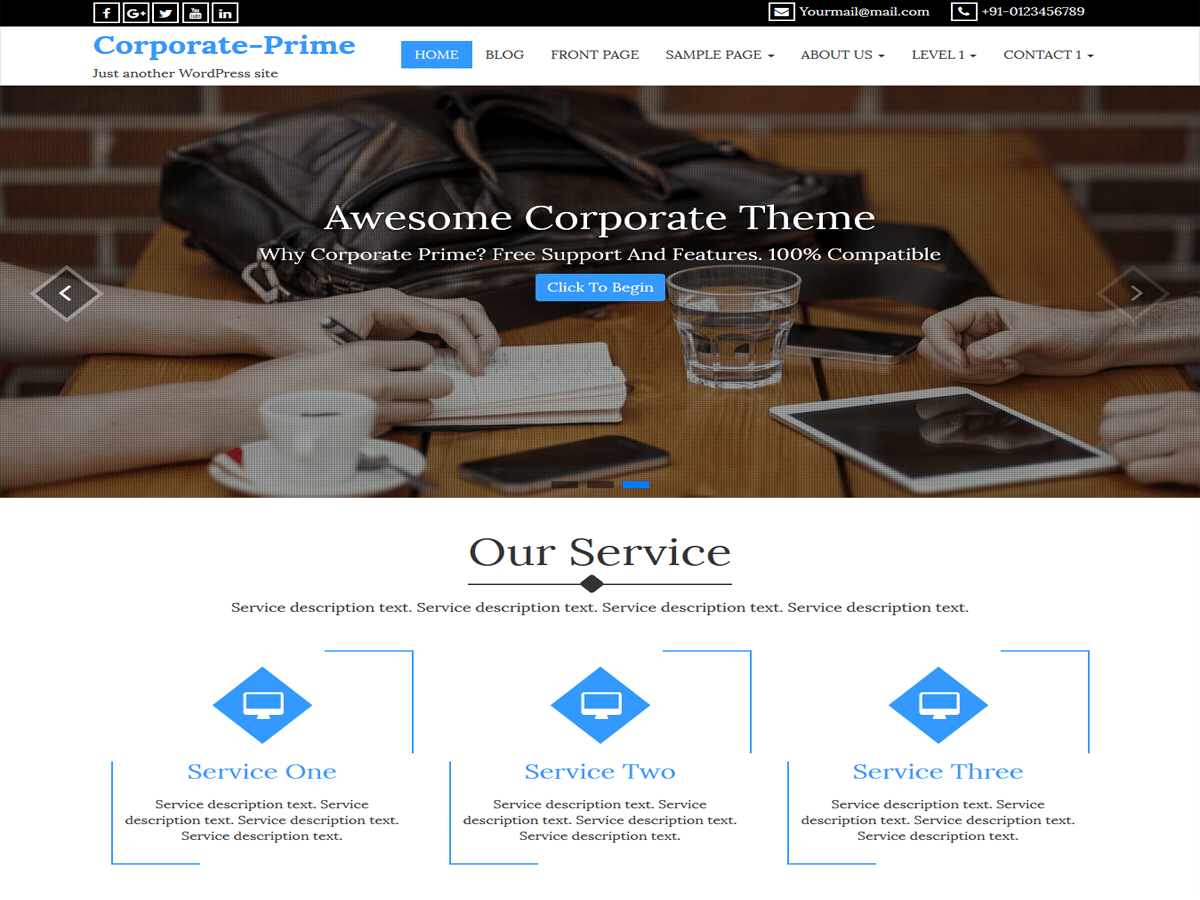 Yourmail@mail.com +91-0123456789
Corporate-Prime
Just another WordPress site
HOME BLOG FRONT PAGE SAMPLE PAGE ABOUT US LEVEL 1 CONTACT 1
Awesome Corporate Theme
Why Corporate Prime? Free Support And Features. 100% Compatible
Click To Begin
Our Service
Service description text. Service description text. Service description text. Service description text.
Service One
Service description text. Service
description text. Service description text.
Service description text.
Service Two
Service description text. Service
description text. Service description text.
Service description text.
Service Three
Service description text. Service
description text. Service description text.
Service description text.